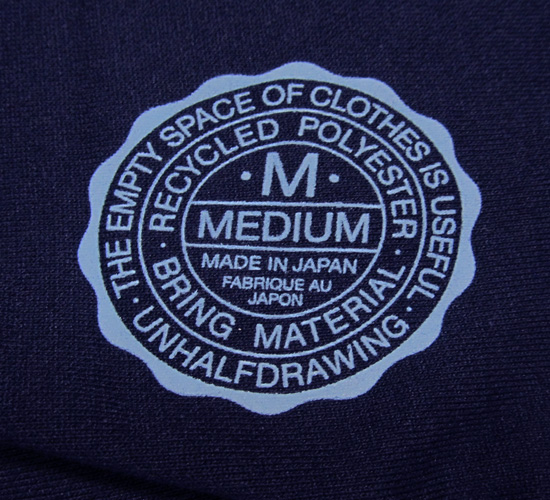 THE EMPTY SPACE OF CLOTHES IS USEFUL
· UNHALFDRAWING ·
· RECYCLED POLYESTER ·
BRING MATERIAL
· M ·
MEDIUM
MADE IN JAPAN
FABRIQUE AU
JAPON